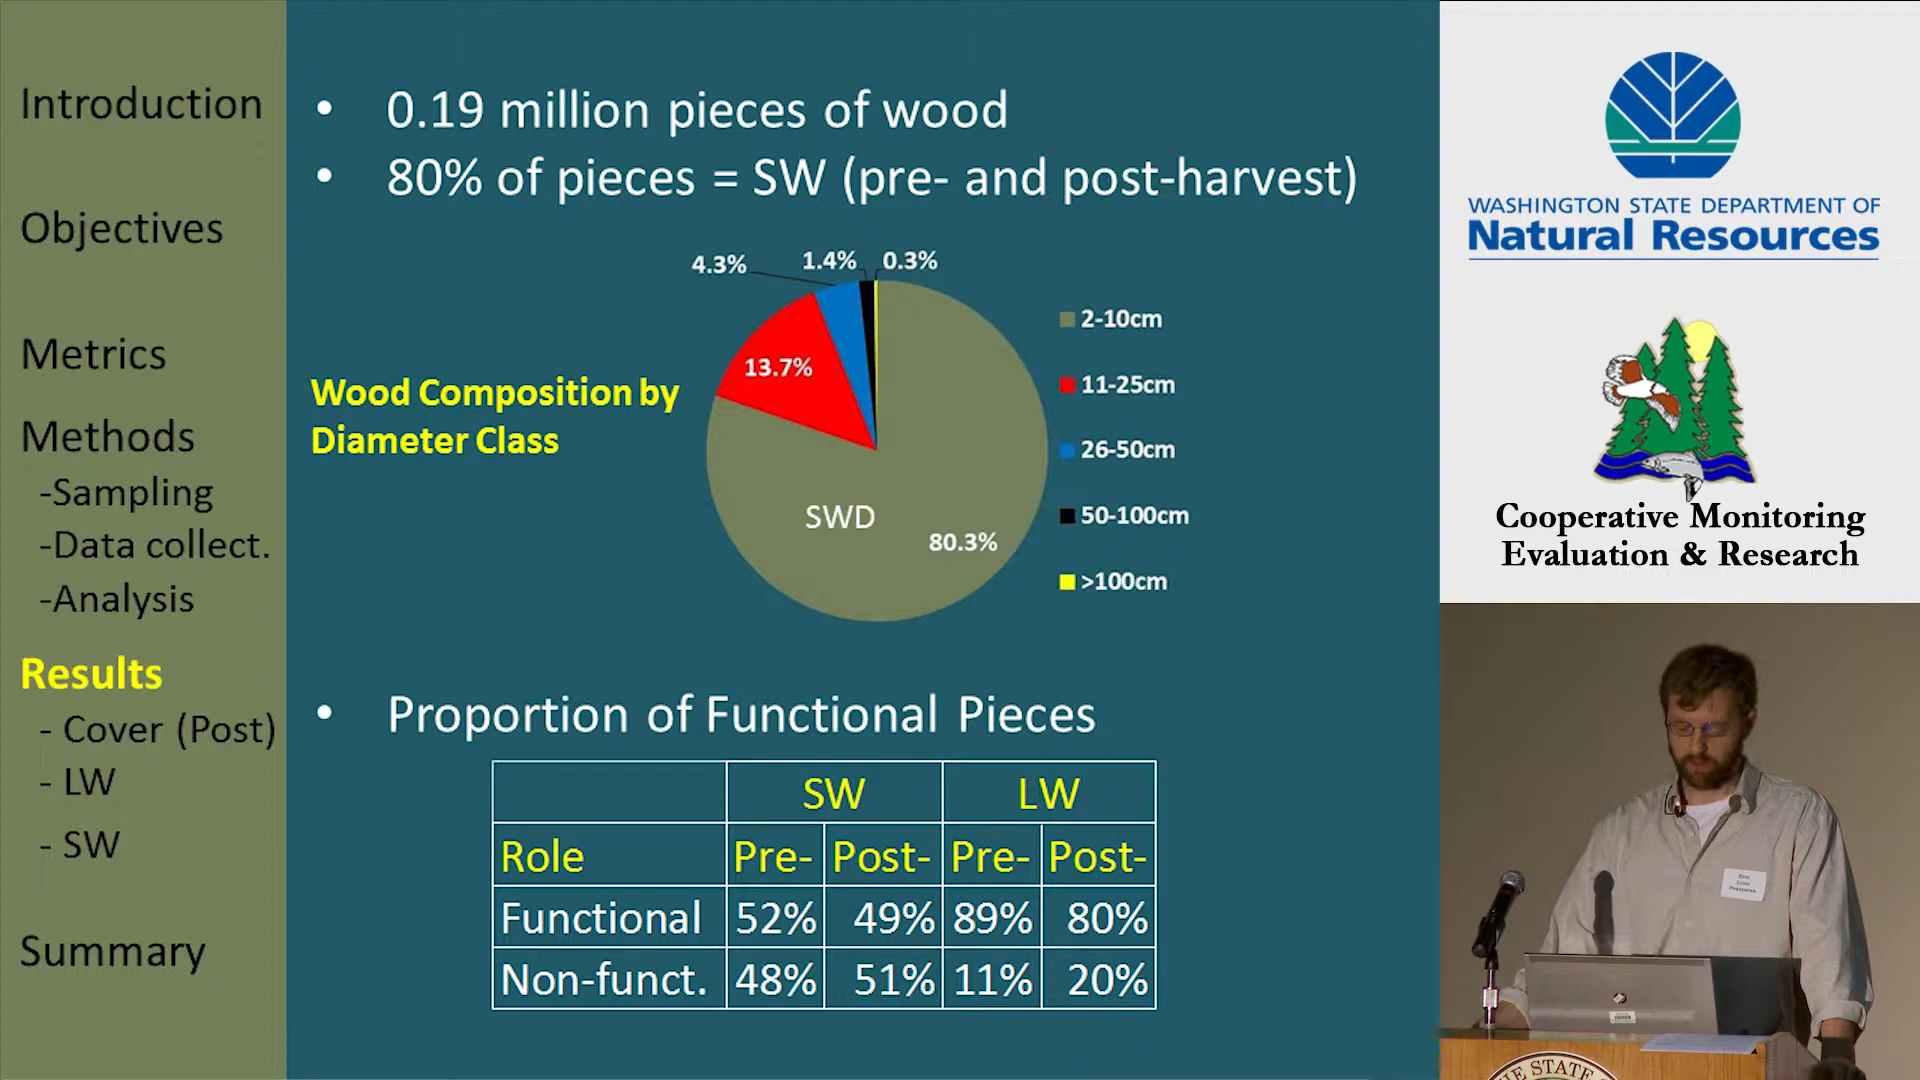 Introduction
Objectives
Metrics
Methods
-Sampling
-Data collect.
-Analysis
Results
- Cover (Post)
- LW
- SW
Summary
• 0.19 million pieces of wood
• 80% of pieces = SW (pre- and post-harvest)
Wood Composition by
Diameter Class
4.3% 1.4% 0.3%
13.7%
SWD
80.3%
2-10cm
11-25cm
26-50cm
50-100cm
>100cm
• Proportion of Functional Pieces
SW LW
Role Pre- Post- Pre- Post-
Functional 52% 49% 89% 80%
Non-funct. 48% 51% 11% 20%
WASHINGTON STATE DEPARTMENT OF
Natural Resources
Cooperative Monitoring
Evaluation & Research
THE STATE